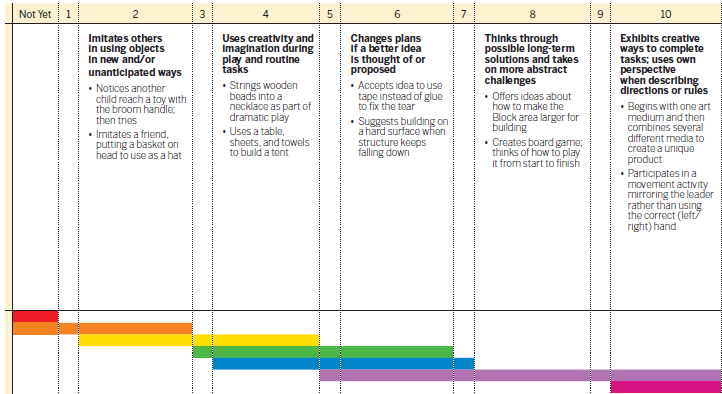 Not Yet 1 2 3 4 5 6 7 8 9 10
Imitates others
in using objects
in new and/or
unanticipated ways
• Notices another
child reach a toy with
the broom handle;
then tries
• Imitates a friend,
putting a basket on
head to use as a hat
Uses creativity and
imagination during
play and routine
tasks
• Strings wooden
beads into a
necklace as part of
dramatic play
• Uses a table,
sheets, and towels
to build a tent
Changes plans
if a better idea
is thought of or
proposed
• Accepts idea to use
tape instead of glue
to fix the tear
• Suggests building on
a hard surface when
structure keeps
falling down
Thinks through
possible long-term
solutions and takes
on more abstract
challenges
• Offers ideas about
how to make the
Block area larger for
building
• Creates board game;
thinks of how to play
it from start to finish
Exhibits creative
ways to complete
tasks; uses own
perspective
when describing
directions or rules
• Begins with one art
medium and then
combines several
different media to
create a unique
product
• Participates in a
movement activity
mirroring the leader
rather than using
the correct (left/
right) hand